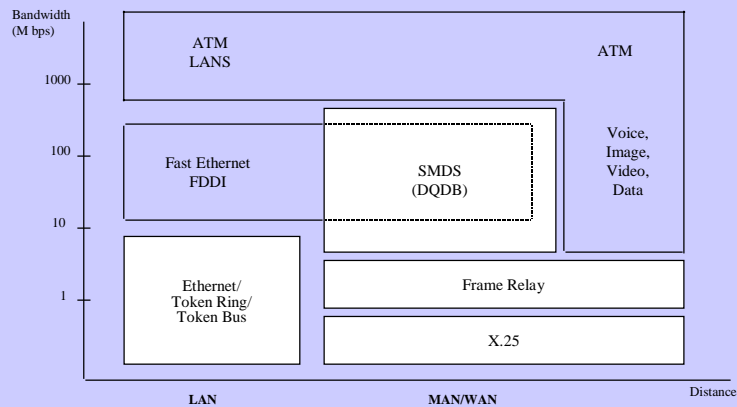 Bandwidth
(M bps)
ATM
LANS
ATM
1000
Voice,
Image,
Video,
Data
100
Fast Ethernet
FDDI
SMDS
(DQDB)
10
Ethernet/
Token Ring/
Token Bus
Frame Relay
1
X.25
Distance
LAN
MAN/WAN